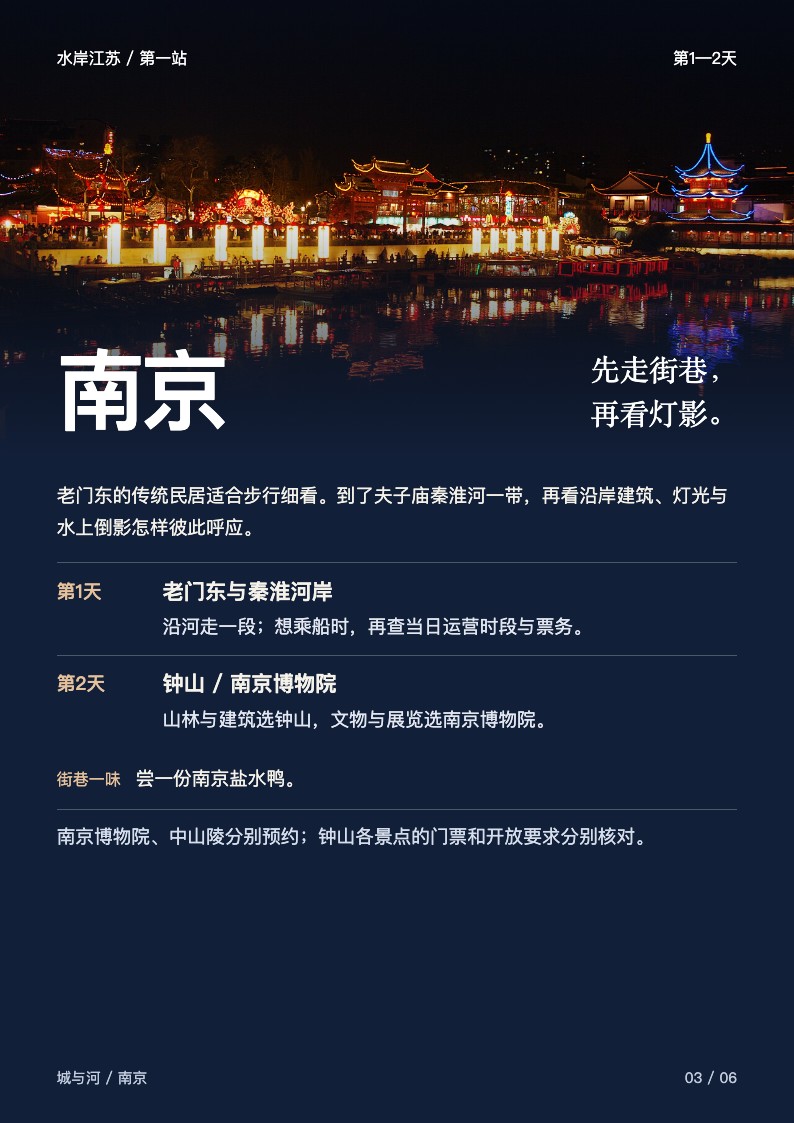 水岸江苏 / 第一站
第1—2天
南京
先走街巷，
再看灯影。
老门东的传统民居适合步行细看。到了夫子庙秦淮河一带，再看沿岸建筑、灯光与
水上倒影怎样彼此呼应。
第1天
老门东与秦淮河岸
沿河走一段；想乘船时，再查当日运营时段与票务。
第2天
钟山 / 南京博物院
山林与建筑选钟山，文物与展览选南京博物院。
街巷一味 尝一份南京盐水鸭。
南京博物院、中山陵分别预约；钟山各景点的门票和开放要求分别核对。
城与河 / 南京
03 / 06